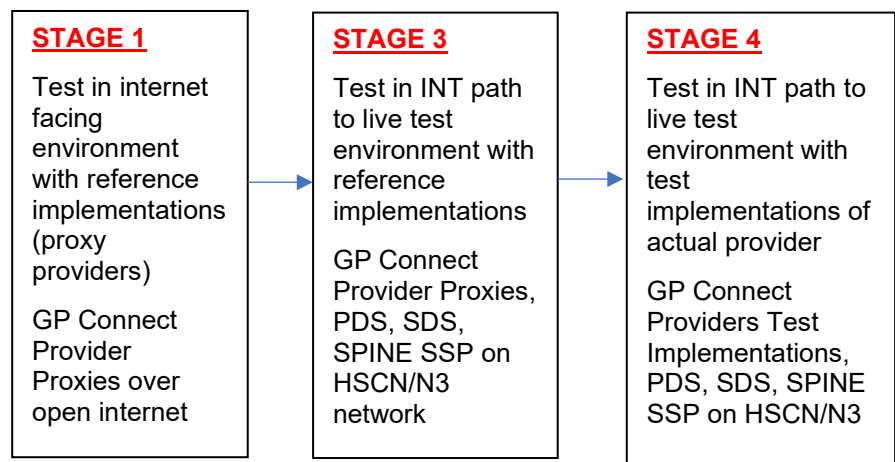 STAGE 1
Test in internet
facing
environment
with reference
implementations
(proxy
providers)
GP Connect
Provider
Proxies over
open internet
STAGE 3
Test in INT path
to live test
environment with
reference
implementations
GP Connect
Provider Proxies,
PDS, SDS,
SPINE SSP on
HSCN/N3
network
STAGE 4
Test in INT path to
live test
environment with
test
implementations of
actual provider
GP Connect
Providers Test
Implementations,
PDS, SDS, SPINE
SSP on HSCN/N3